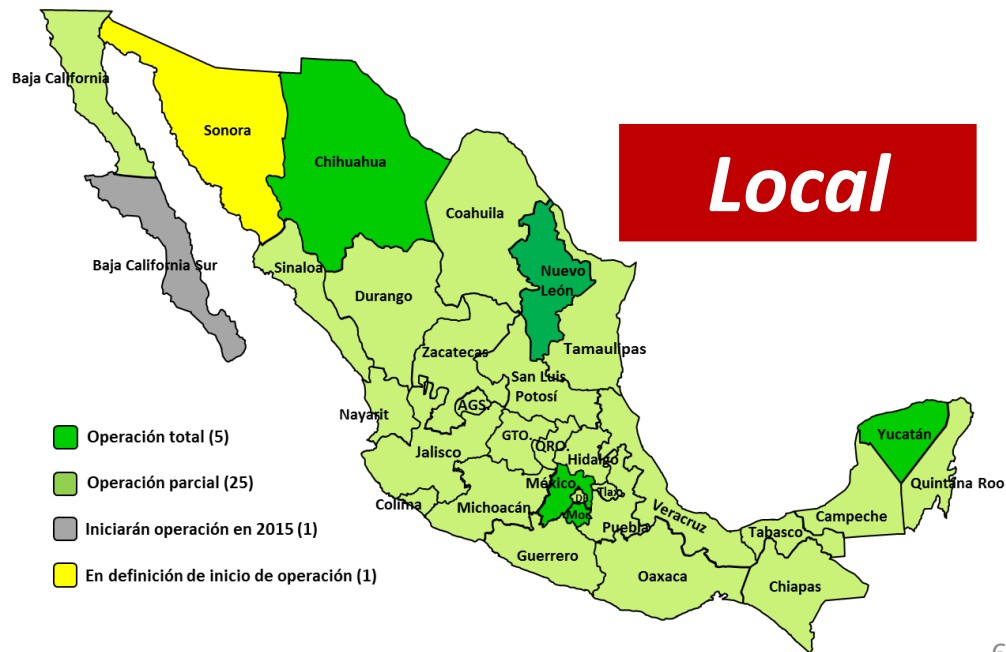 Baja California
Sonora
Chihuahua
Local
Coahuila
Baja California Sur
Sinaloa
Nuevo
León
Durango
Zacatecas
Tamaulipas
San Luis
Potosí
AGS.
Nayarit
Yucatán
Operación total (5)
GTO.
QRO.
Jalisco
Hidalgo
Operación parcial (25)
México
Quintana Roo
Tlax.
Colima
Michoacán
Mor.
Puebla
Veracruz
Campeche
Tabasco
Iniciarán operación en 2015 (1)
Guerrero
Oaxaca
Chiapas
En definición de inicio de operación (1)